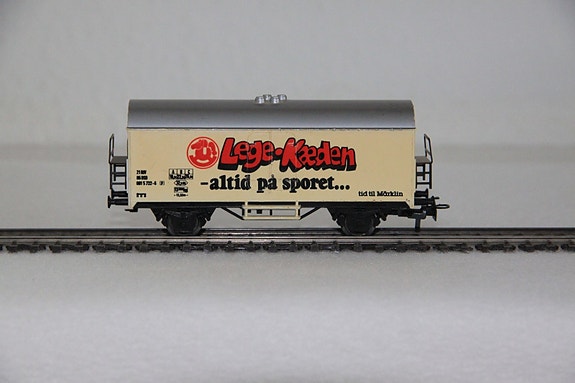 Lege-Kæden
-altid på sporet...
tid til Märklin